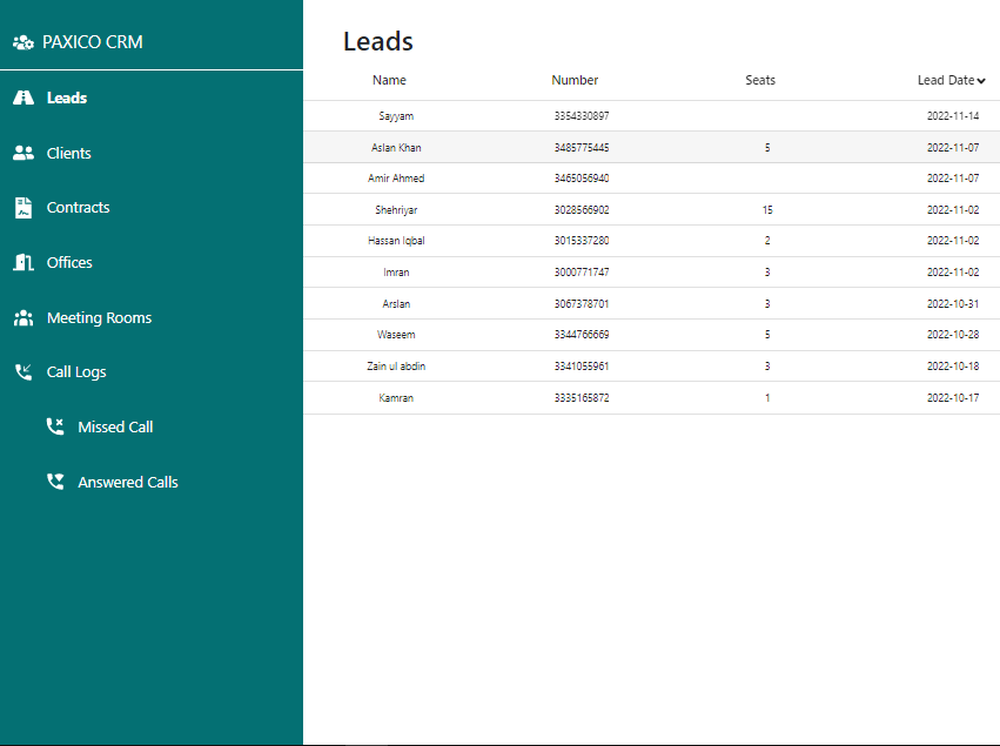 PAXICO CRM
Leads
Clients
Contracts
Offices
Meeting Rooms
Call Logs
Missed Call
Answered Calls
Leads
Name Number Seats Lead Date
Sayyam 3354330897 2022-11-14
Aslan Khan 3485775445 5 2022-11-07
Amir Ahmed 3465056940 2022-11-07
Shehriyar 3028566902 15 2022-11-02
Hassan Iqbal 3015337280 2 2022-11-02
Imran 3000771747 3 2022-11-02
Arslan 3067378701 3 2022-10-31
Waseem 3344766669 5 2022-10-28
Zain ul abdin 3341055961 3 2022-10-18
Kamran 3335165872 1 2022-10-17